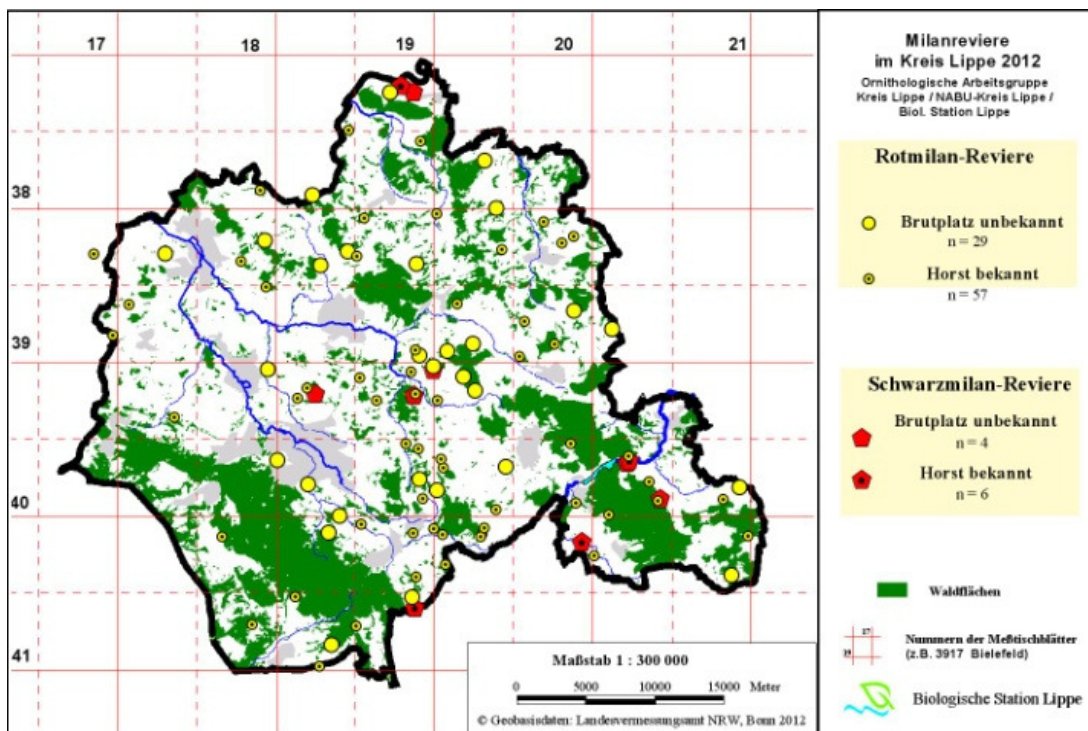 17 18 19 20 21
38
39
40
41
Maßstab 1 : 300 000
0 5000 10000 15000 Meter
© Geobasisdaten: Landesvermessungsamt NRW, Bonn 2012
Milanreviere
im Kreis Lippe 2012
Ornithologische Arbeitsgruppe
Kreis Lippe / NABU-Kreis Lippe /
Biol. Station Lippe
Rotmilan-Reviere
Brutplatz unbekannt
n = 29
Horst bekannt
n = 57
Schwarzmilan-Reviere
Brutplatz unbekannt
n = 4
Horst bekannt
n = 6
Waldflächen
17
19
Nummern der Meßtischblätter
(z.B. 3917 Bielefeld)
Biologische Station Lippe